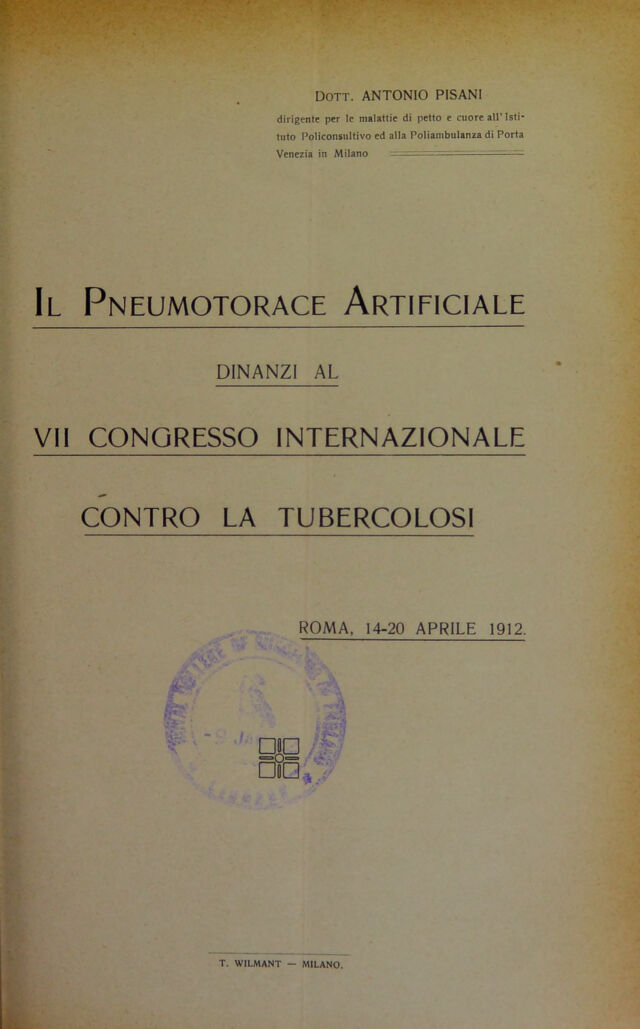 DOTT. ANTONIO PISANI
dirigente per le malattie di petto e cuore all'Isti-
tuto Policonsultivo ed alla Poliambulanza di Porta
Venezia in Milano
IL PNEUMOTORACE ARTIFICIALE
DINANZI AL
VII CONGRESSO INTERNAZIONALE
CONTRO LA TUBERCOLOSI
ROMA, 14-20 APRILE 1912.
T. WILMANT — MILANO.